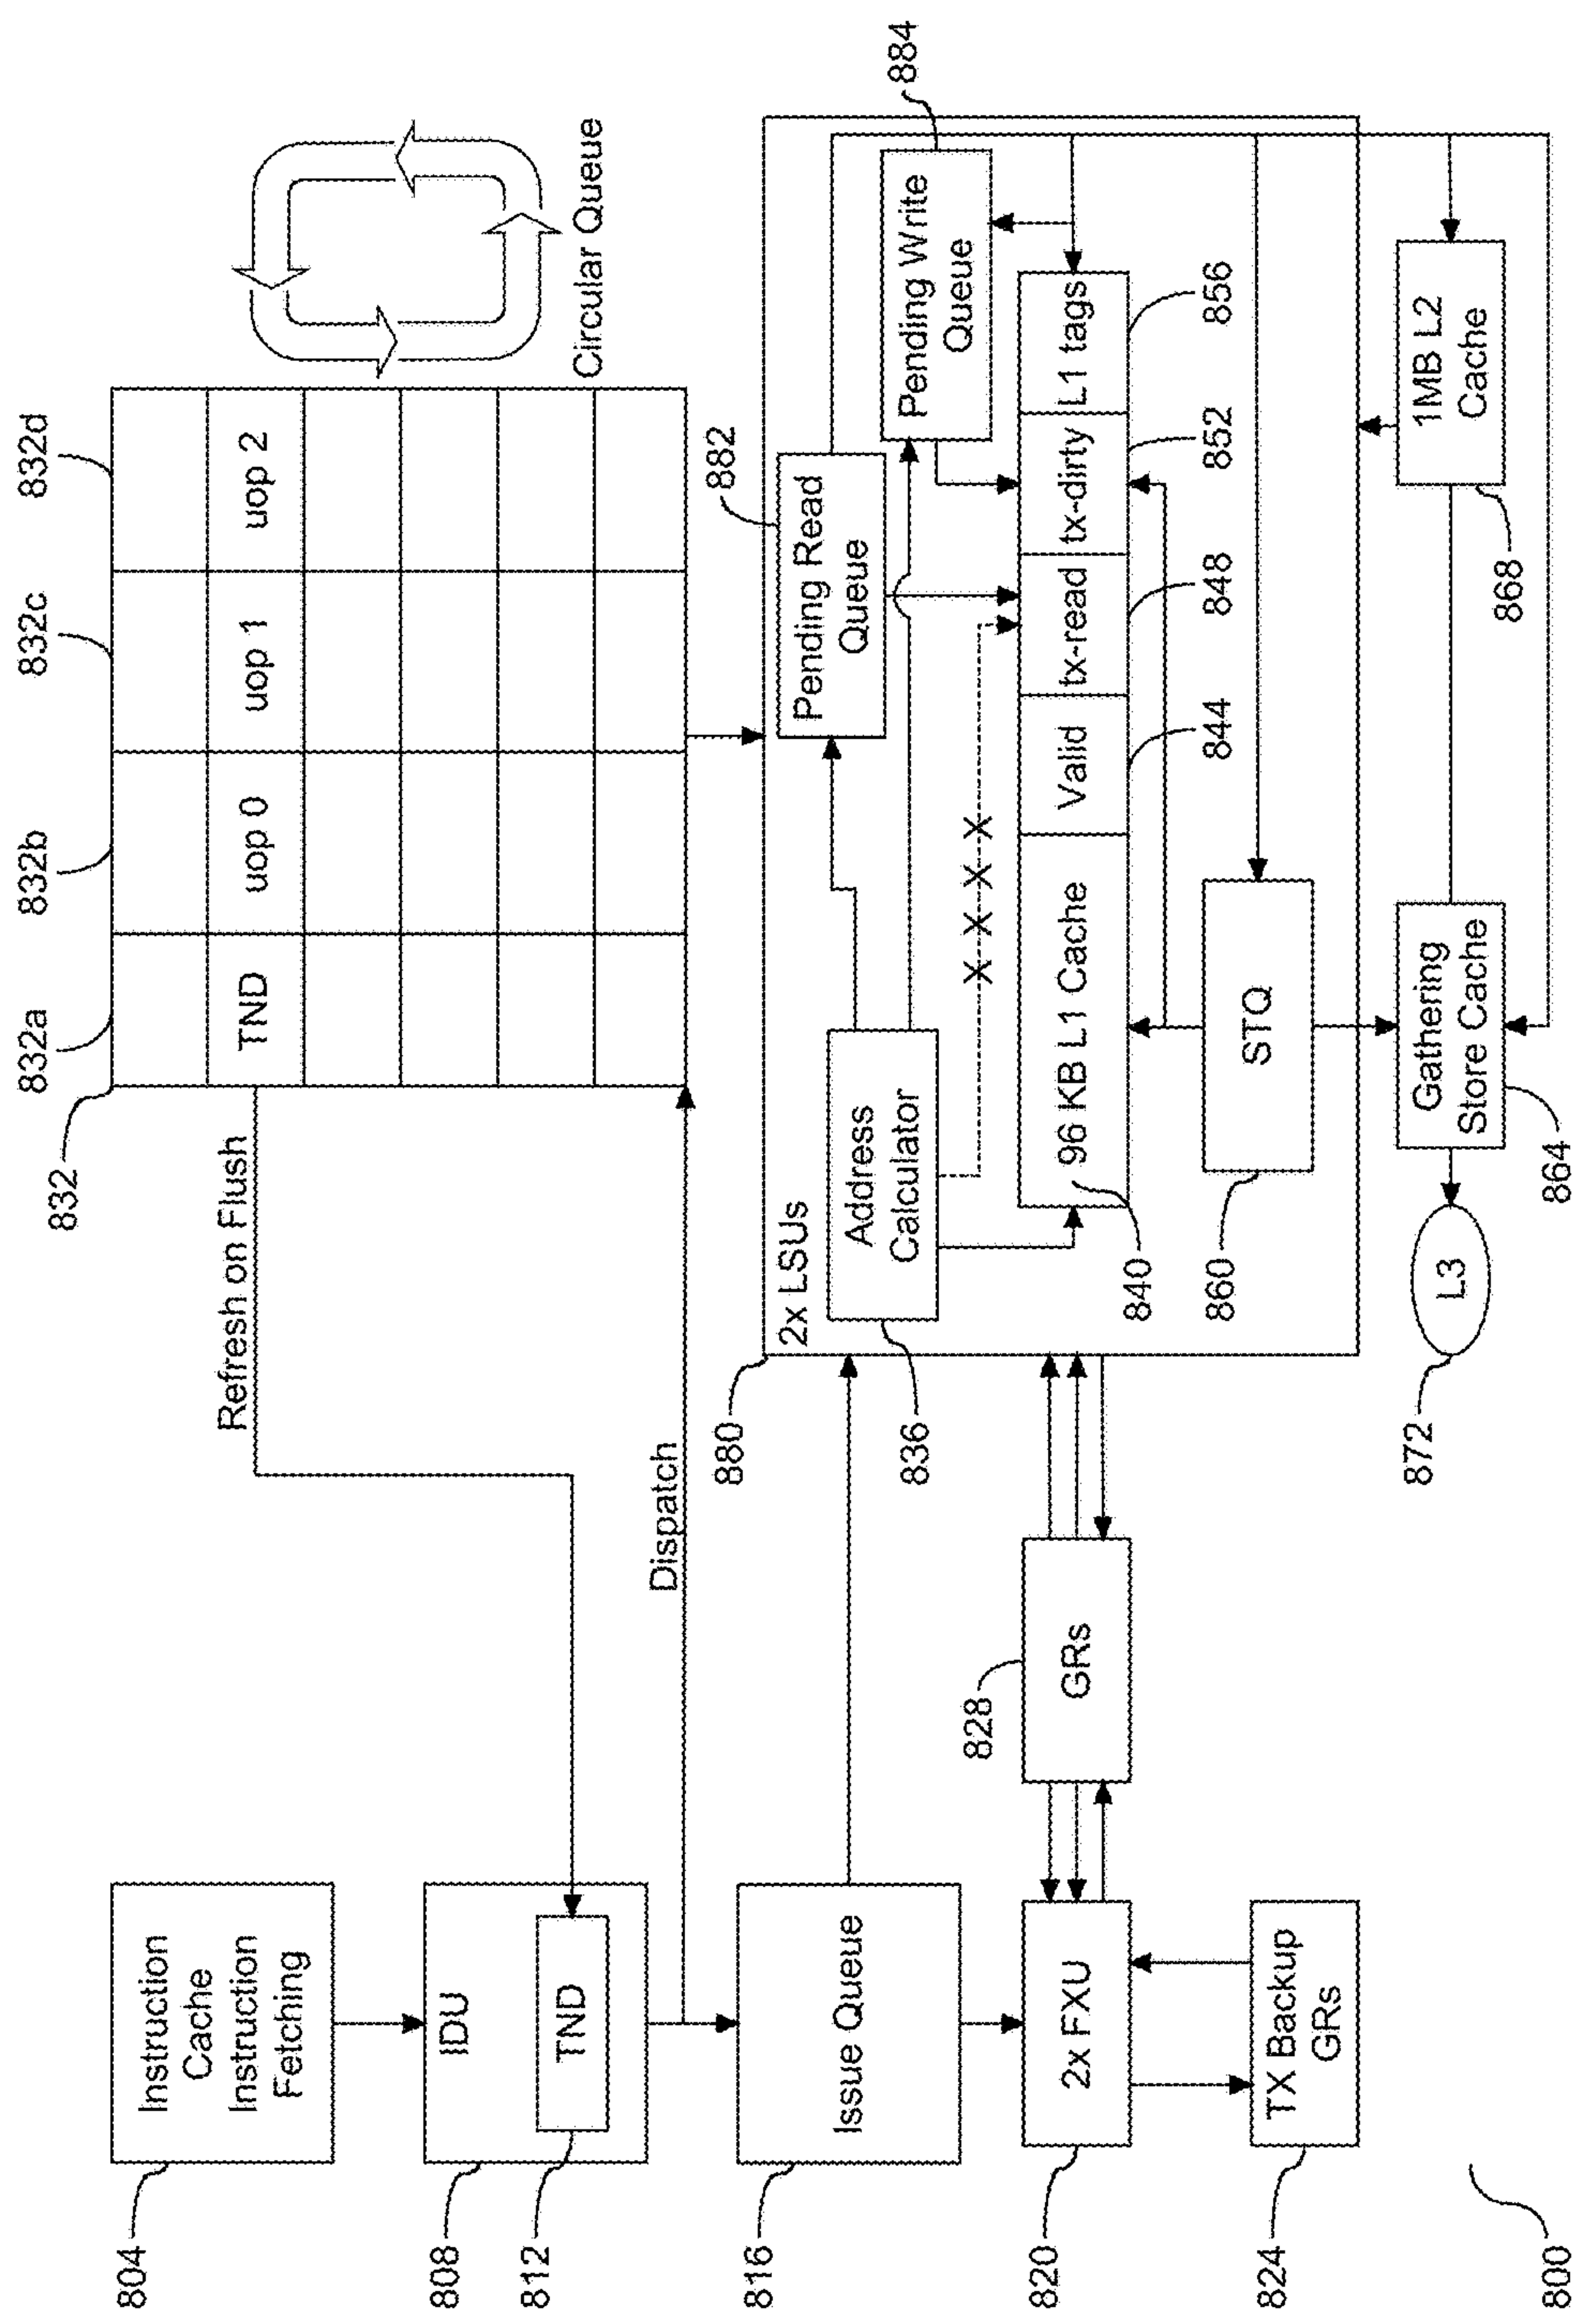 804
Instruction
Cache
Instruction
Fetching
808
IDU
812
TND
816
Issue Queue
820
2x FXU
824
TX Backup
GRs
800
828
GRs
Refresh on Flush
Dispatch
832
832a
832b
832c
832d
TND
uop 0
uop 1
uop 2
Circular Queue
880
2x LSUs
836
Address
Calculator
882
Pending Read
Queue
884
Pending Write
Queue
X X X X
840
96 KB L1 Cache
Valid
tx-read
tx-dirty
L1 tags
844
848
852
856
860
STQ
864
Gathering
Store Cache
868
1MB L2
Cache
872
L3